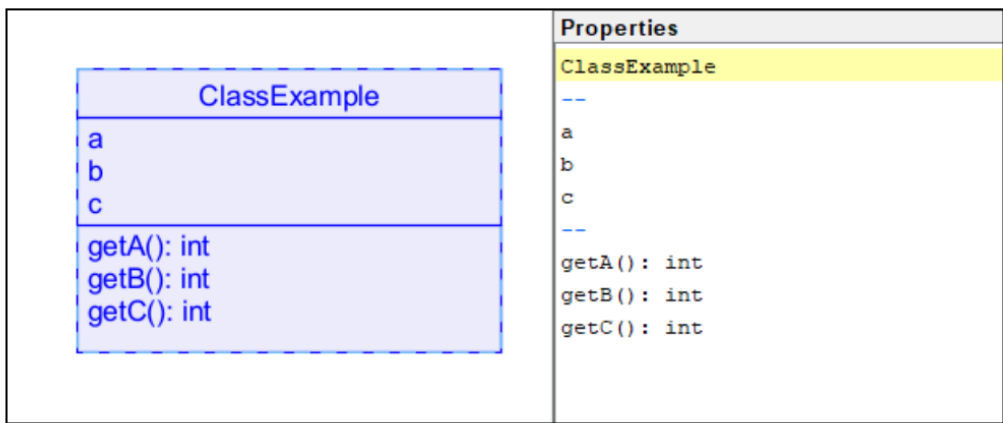 ClassExample
a
b
c
getA(): int
getB(): int
getC(): int
Properties
ClassExample
--
a
b
c
--
getA(): int
getB(): int
getC(): int